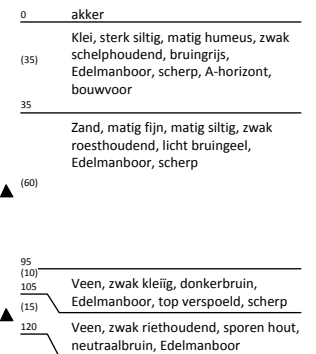 0 akker
Klei, sterk siltig, matig humeus, zwak
(35) schelphoudend, bruingrijs,
Edelmanboor, scherp, A-horizont,
bouwvoor
35
Zand, matig fijn, matig siltig, zwak
roesthoudend, licht bruingeel,
Edelmanboor, scherp
(60)
95
(10)
105 Veen, zwak kleiïg, donkerbruin,
Edelmanboor, top verspoeld, scherp
(15)
120 Veen, zwak riethoudend, sporen hout,
neutraalbruin, Edelmanboor